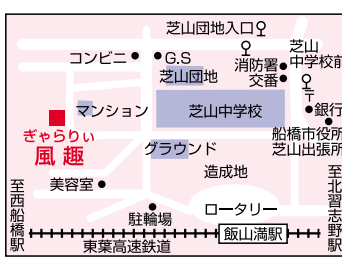 芝山団地入口
コンビニ
G.S
消防署
交番
芝山
中学校前
芝山団地
マンション
芝山中学校
銀行
ぎゃらりぃ
風趣
グラウンド
船橋市役所
芝山出張所
造成地
美容室
至西船橋駅
至北習志野駅
駐輪場
ロータリー
飯山満駅
東葉高速鉄道